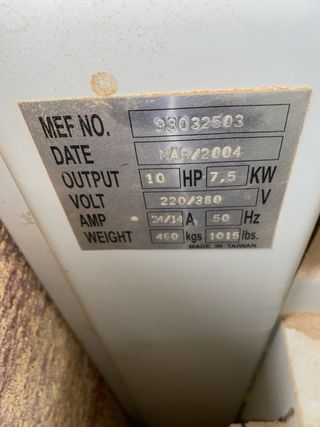 MEF NO. 93032503
DATE MAR/2004
OUTPUT 10 HP 7,5 KW
VOLT 220/380 V
AMP 24/14 A 50 Hz
WEIGHT 460 kgs 1015 lbs.
MADE IN TAIWAN